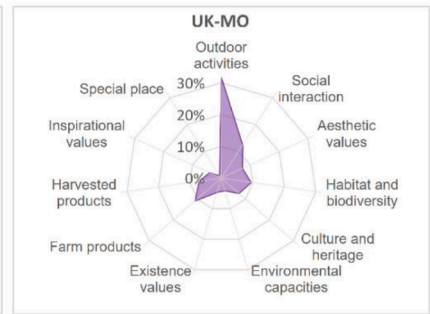 UK-MO
Outdoor
activities
Social
interaction
Aesthetic
values
Habitat and
biodiversity
Culture and
heritage
Environmental
capacities
Existence
values
Farm products
Harvested
products
Inspirational
values
Special place
30%
20%
10%
0%